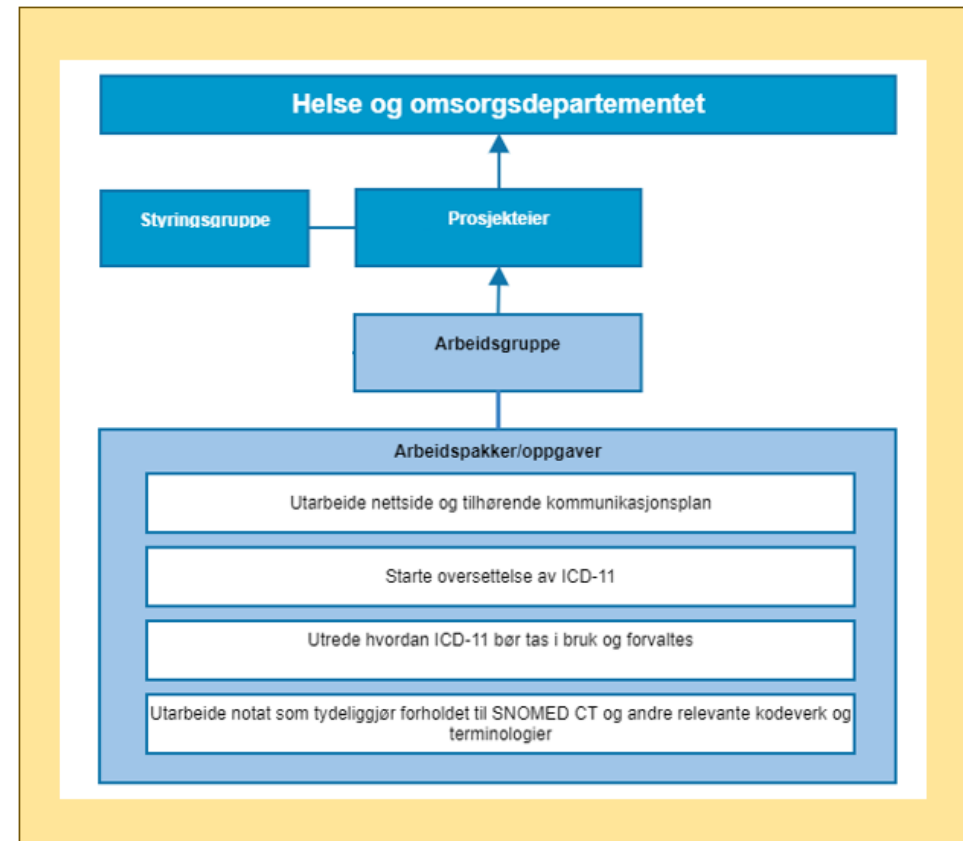 Helse og omsorgsdepartementet
Styringsgruppe
Prosjekteier
Arbeidsgruppe
Arbeidspakker/oppgaver
Utarbeide nettside og tilhørende kommunikasjonsplan
Starte oversettelse av ICD-11
Utrede hvordan ICD-11 bør tas i bruk og forvaltes
Utarbeide notat som tydeliggjør forholdet til SNOMED CT og andre relevante kodeverk og
terminologier